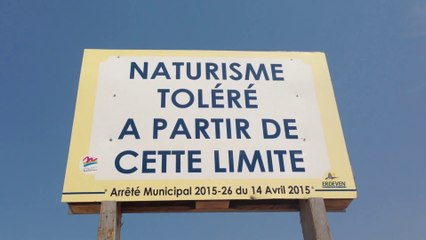 NATURISME
TOLÉRÉ
A PARTIR DE
CETTE LIMITE
Arrêté Municipal 2015-26 du 14 Avril 2015
ERDEVEN